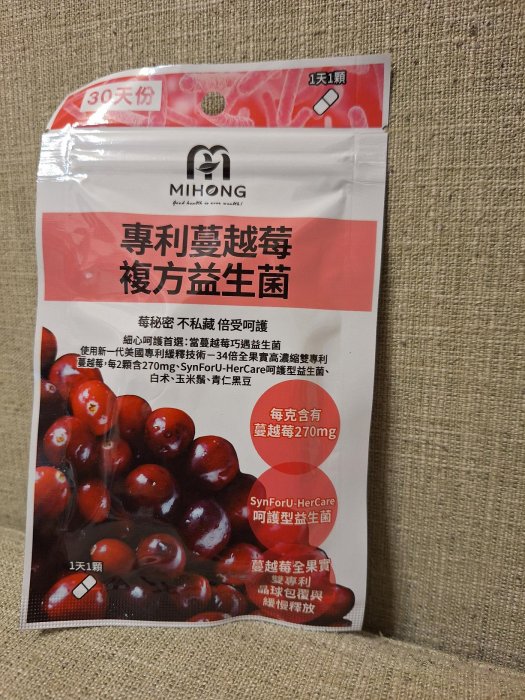 30天份
1天1顆
MIHONG
Good health is even wealth!
專利蔓越莓
複方益生菌
莓秘密 不私藏 倍受呵護
細心呵護首選:當蔓越莓巧遇益生菌
使用新一代美國專利緩釋技術－34倍全果實高濃縮雙專利
蔓越莓,每2顆含270mg、SynForU-HerCare呵護型益生菌、
白朮、玉米鬚、青仁黑豆
每克含有
蔓越莓270mg
SynForU-HerCare
呵護型益生菌
1天1顆
蔓越莓全果實
雙專利
晶球包覆與
緩慢釋放